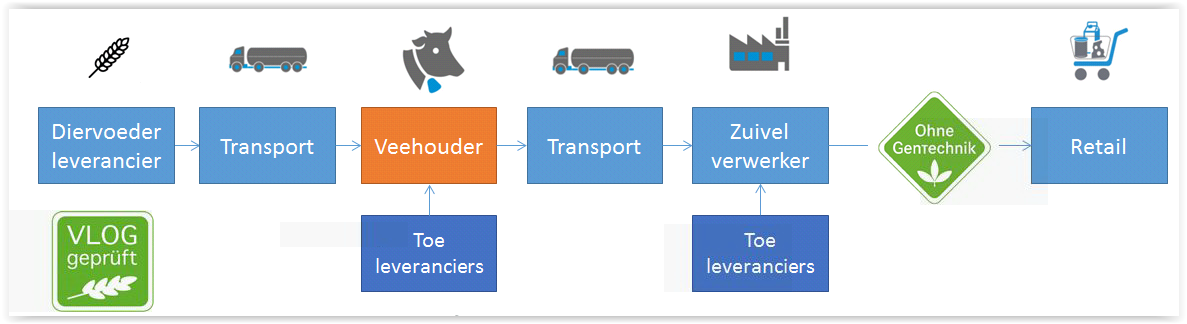 Diervoeder
leverancier
Transport
Veehouder
Transport
Zuivel
verwerker
Ohne
Gentechnik
Retail
VLOG
geprüft
Toe
leveranciers
Toe
leveranciers